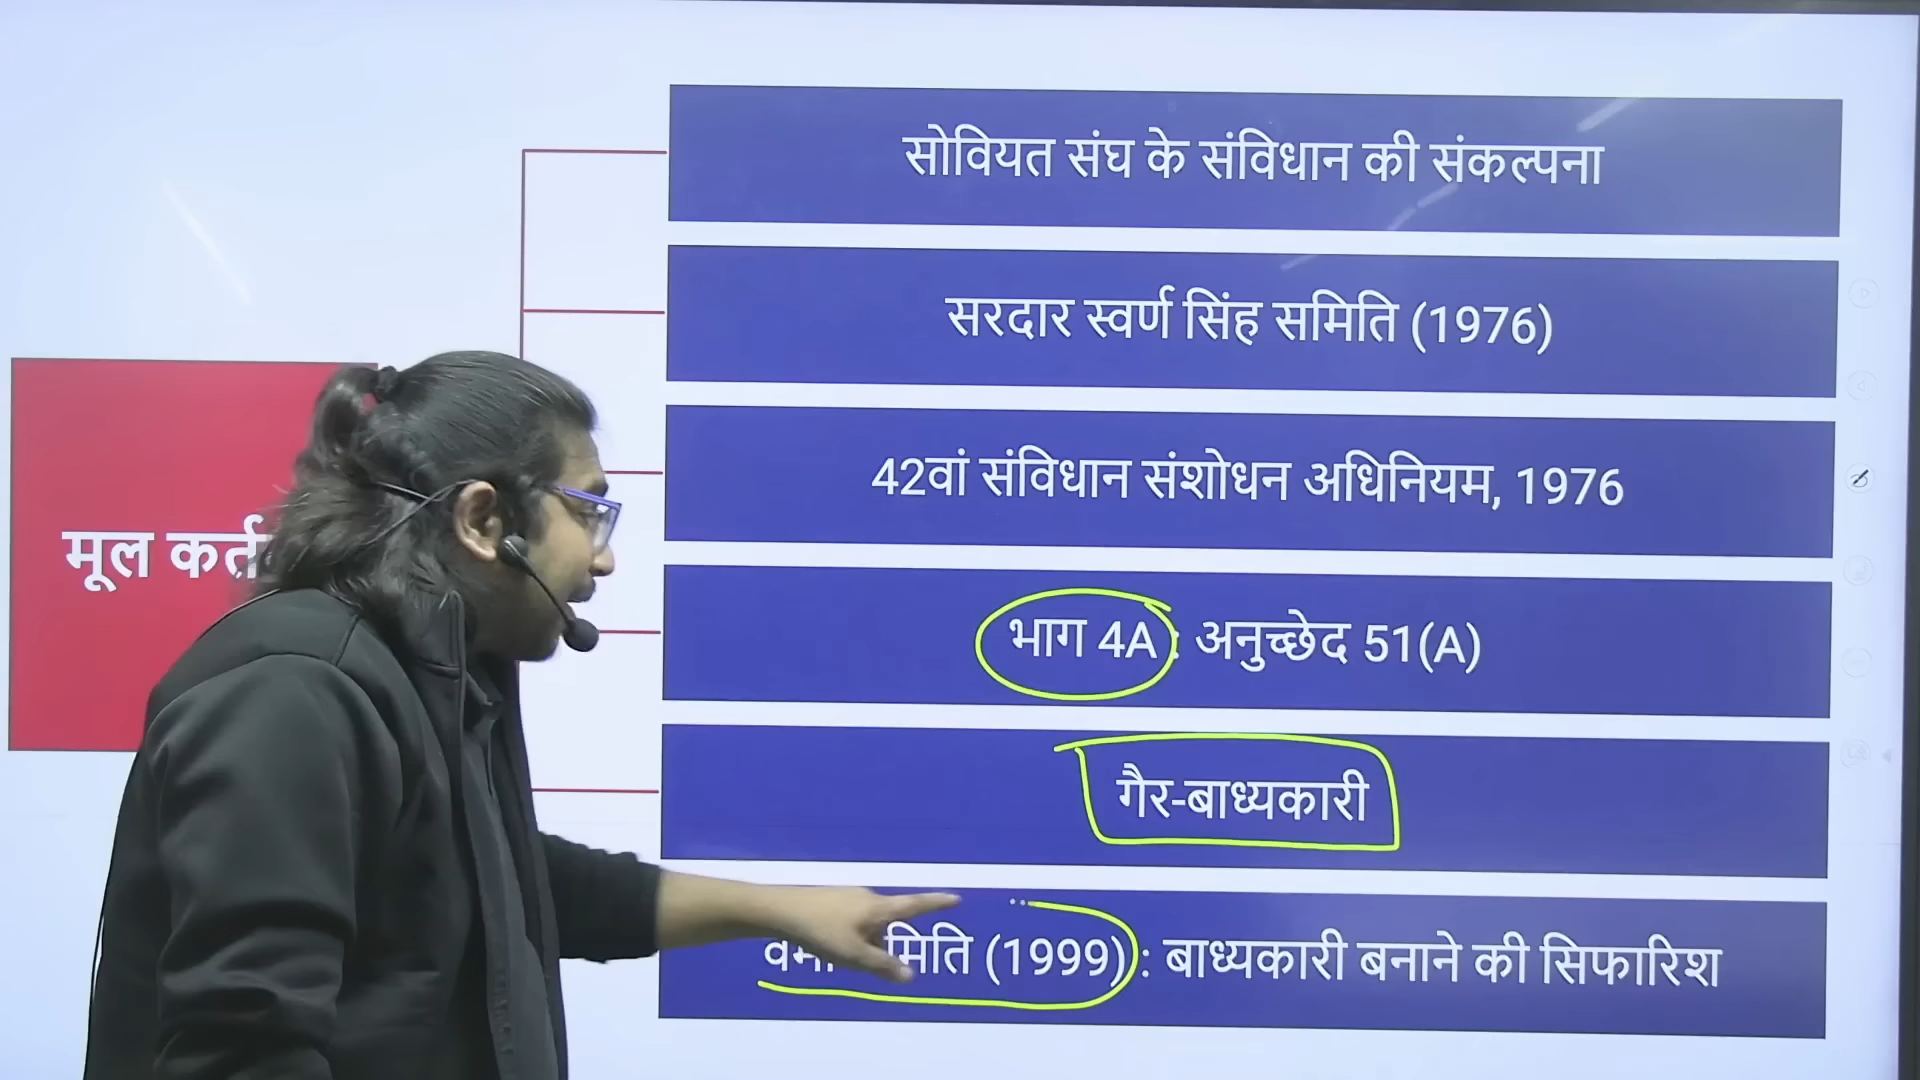 सोवियत संघ के संविधान की संकल्पना
सरदार स्वर्ण सिंह समिति (1976)
42वां संविधान संशोधन अधिनियम, 1976
मूल
भाग 4A : अनुच्छेद 51(A)
गैर-बाध्यकारी
(1999) : बाध्यकारी बनाने की सिफारिश